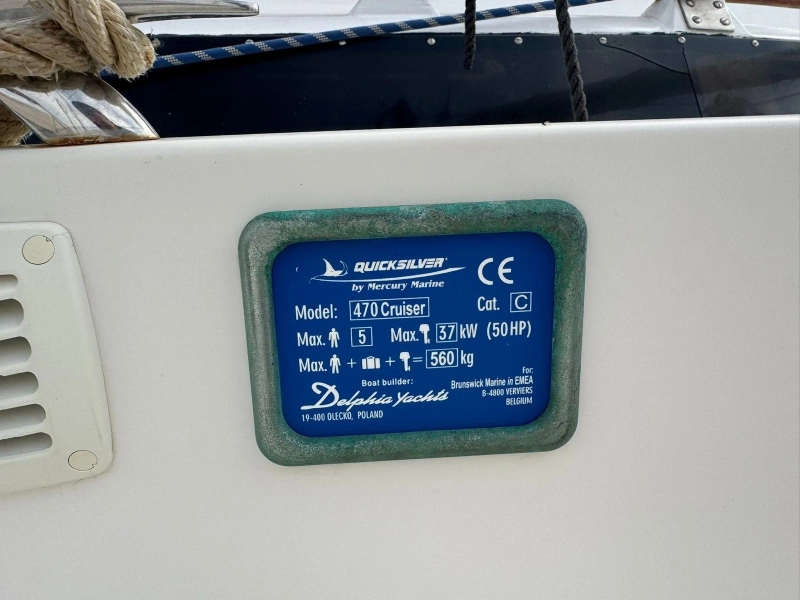 QUICKSILVER®
by Mercury Marine
CE
Model: 470 Cruiser Cat. C
Max. 5 Max. 37 kW (50 HP)
Max. + + = 560 kg
Boat builder:
Delphia Yachts
19-400 OLECKO, POLAND
For:
Brunswick Marine in EMEA
B-4800 VERVIERS
BELGIUM